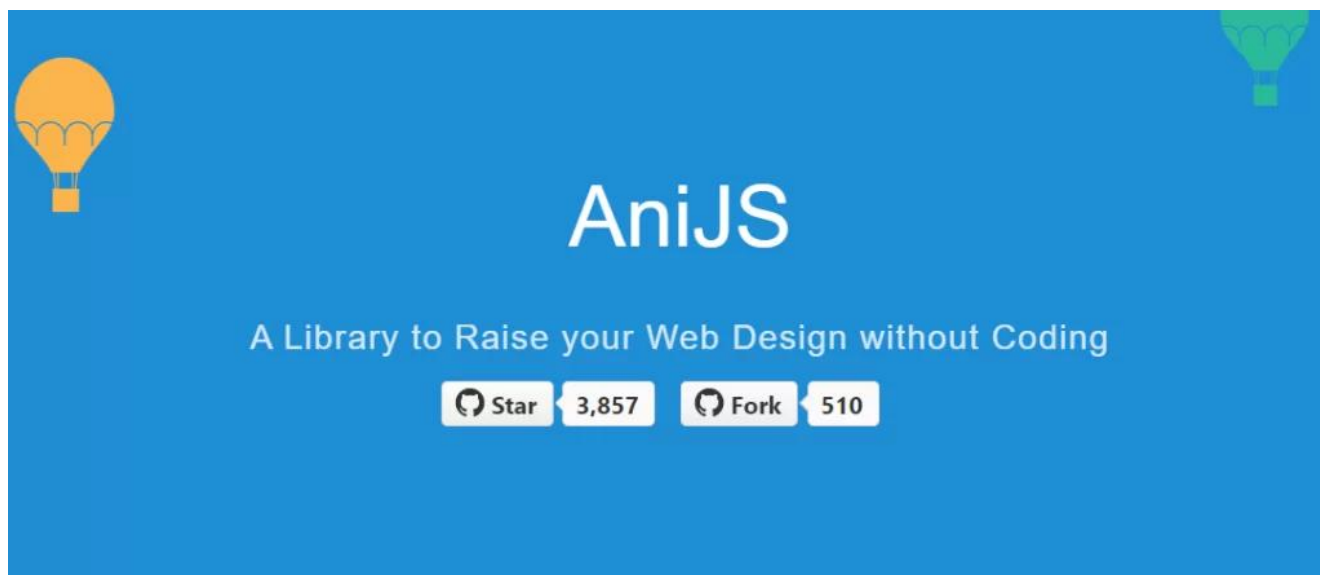 AniJS
A Library to Raise your Web Design without Coding
Star 3,857 Fork 510